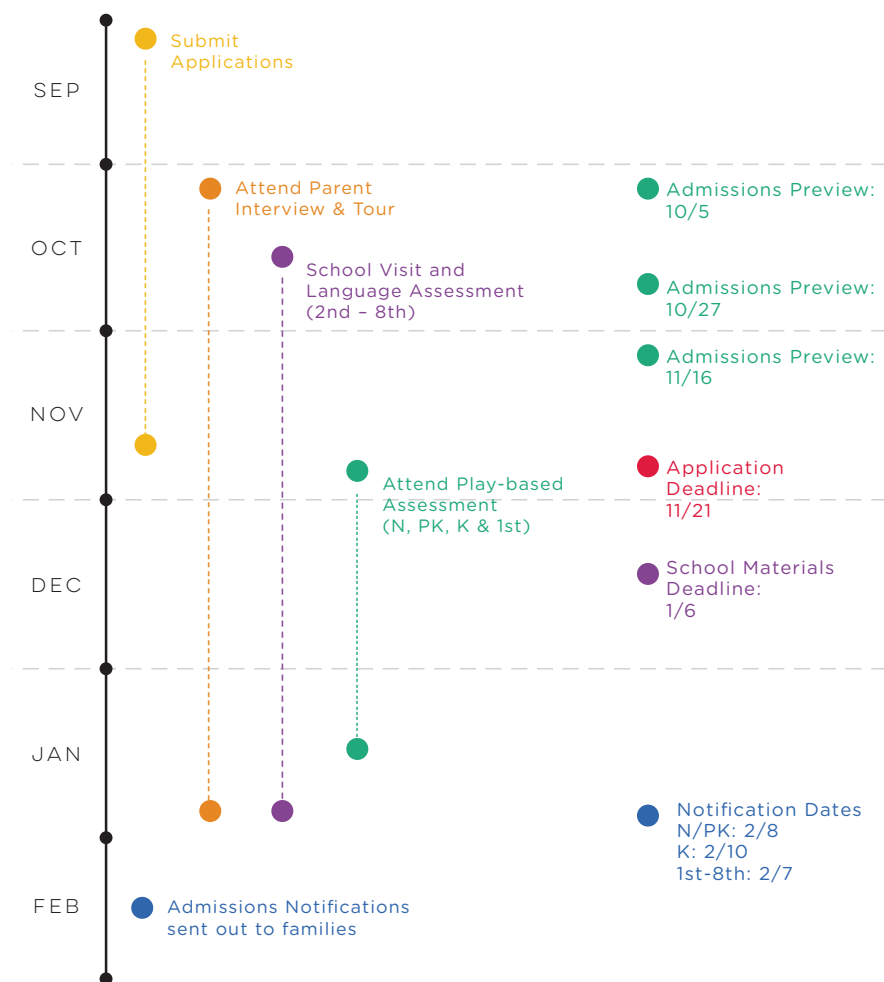 Submit
Applications
SEP
Attend Parent
Interview & Tour
Admissions Preview:
10/5
OCT
School Visit and
Language Assessment
(2nd – 8th)
Admissions Preview:
10/27
Admissions Preview:
11/16
NOV
Attend Play-based
Assessment
(N, PK, K & 1st)
Application
Deadline:
11/21
DEC
School Materials
Deadline:
1/6
JAN
Notification Dates
N/PK: 2/8
K: 2/10
1st-8th: 2/7
FEB
Admissions Notifications
sent out to families